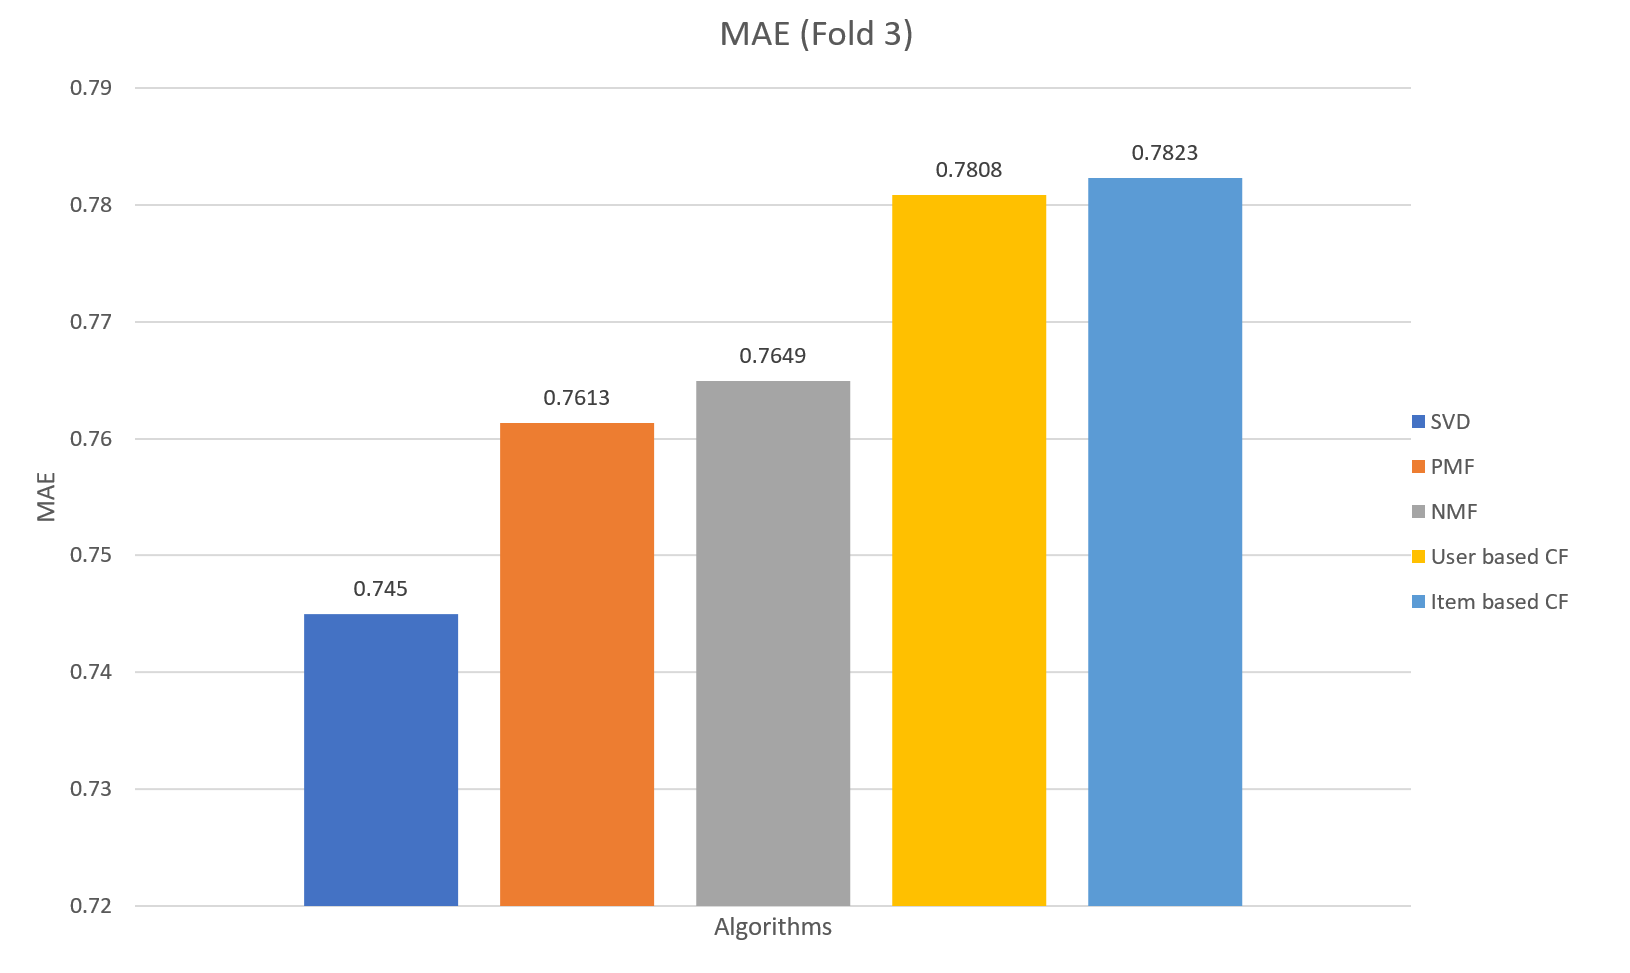 MAE (Fold 3)
0.79
0.78
0.77
0.76
0.75
0.74
0.73
0.72
MAE
0.745
0.7613
0.7649
0.7808
0.7823
Algorithms
SVD
PMF
NMF
User based CF
Item based CF